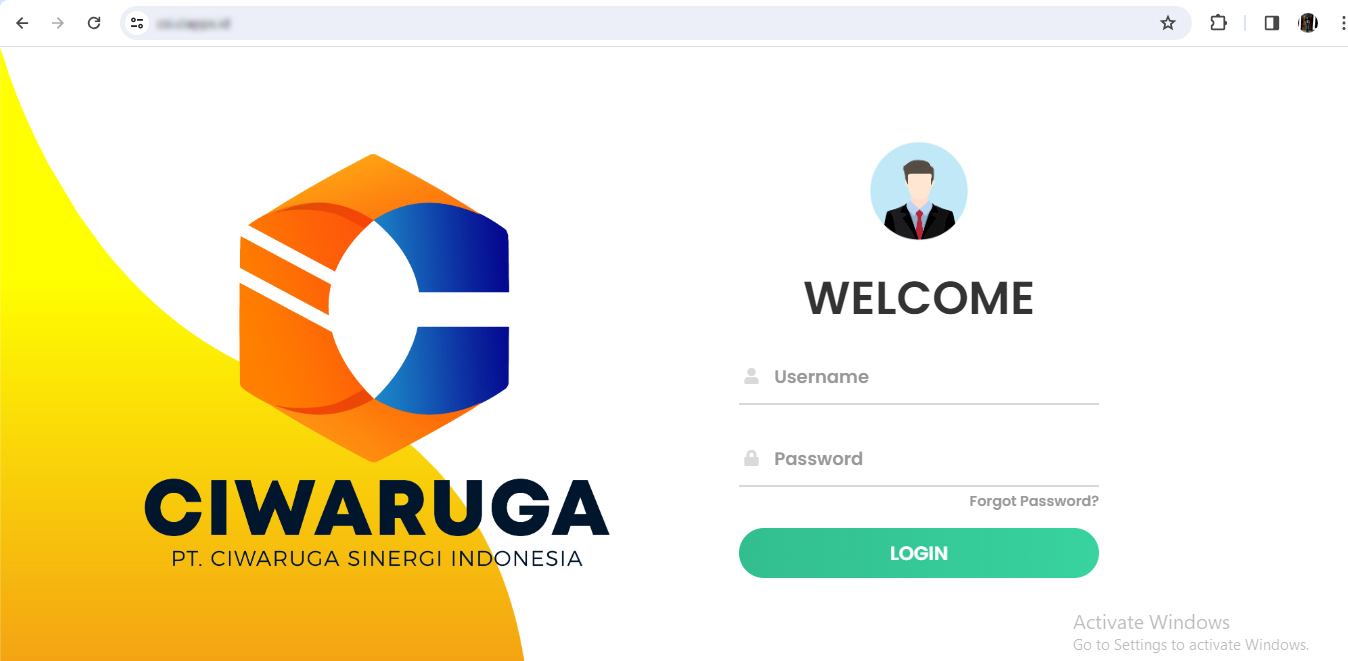 WELCOME
Username
Password
Forgot Password?
LOGIN
CIWARUGA
PT. CIWARUGA SINERGI INDONESIA
Activate Windows
Go to Settings to activate Windows.